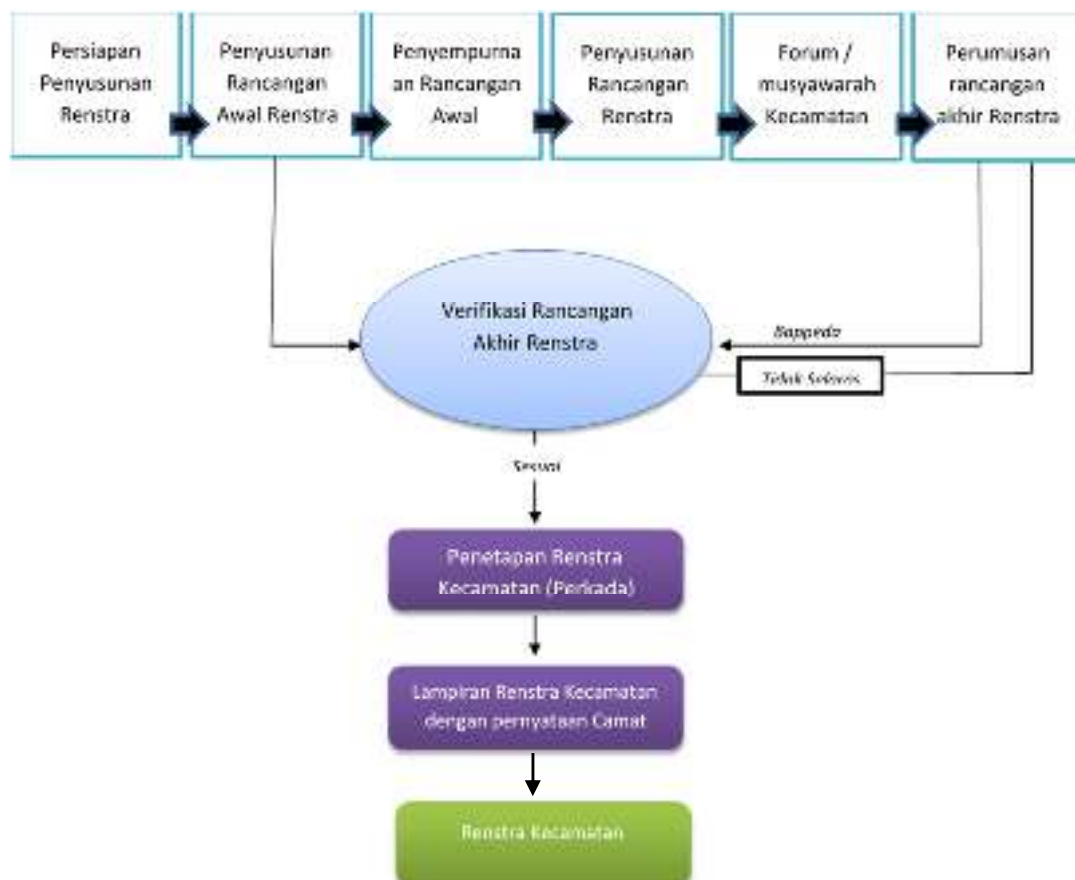 Persiapan
Penyusunan
Renstra
Penyusunan
Rancangan
Awal Renstra
Penyempurna
an Rancangan
Awal
Penyusunan
Rancangan
Renstra
Forum /
musyawarah
Kecamatan
Perumusan
rancangan
akhir Renstra
Verifikasi Rancangan
Akhir Renstra
Bappeda
Tidak Selaras
Sesuai
Penetapan Renstra
Kecamatan (Perkada)
Lampiran Renstra Kecamatan
dengan pernyataan Camat
Renstra Kecamatan